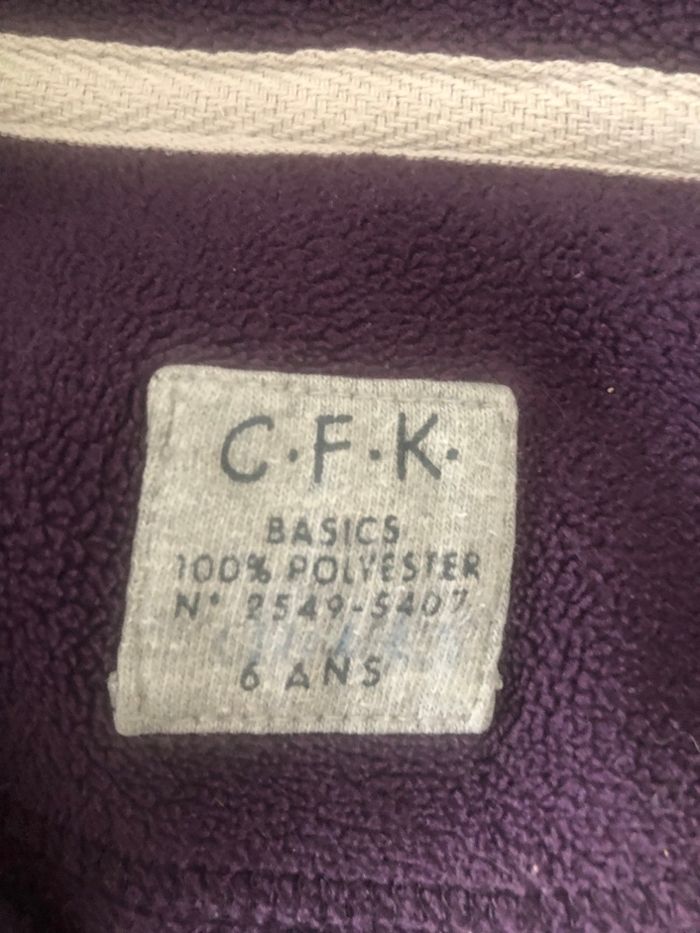 C.F.K.
BASICS
100% POLYESTER
N° 2549-5407
6 ANS